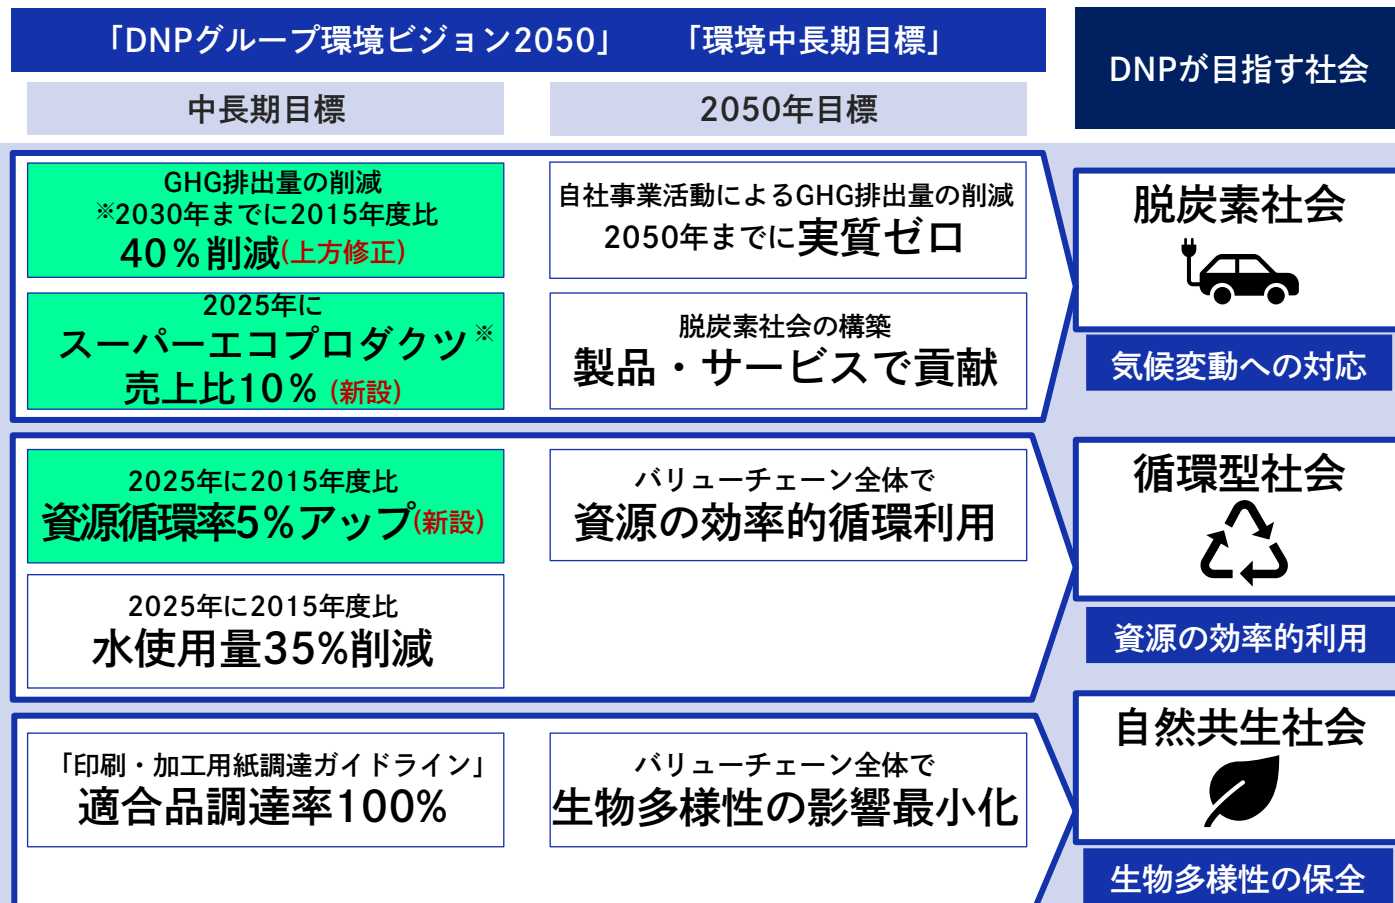 「DNPグループ環境ビジョン2050」　「環境中長期目標」
DNPが目指す社会
中長期目標
2050年目標
GHG排出量の削減
※2030年までに2015年度比
40％削減(上方修正)
自社事業活動によるGHG排出量の削減
2050年までに実質ゼロ
2025年に
スーパーエコプロダクツ※
売上比10％ (新設)
脱炭素社会の構築
製品・サービスで貢献
脱炭素社会
気候変動への対応
2025年に2015年度比
資源循環率5％アップ(新設)
バリューチェーン全体で
資源の効率的循環利用
2025年に2015年度比
水使用量35%削減
循環型社会
資源の効率的利用
「印刷・加工用紙調達ガイドライン」
適合品調達率100%
バリューチェーン全体で
生物多様性の影響最小化
自然共生社会
生物多様性の保全